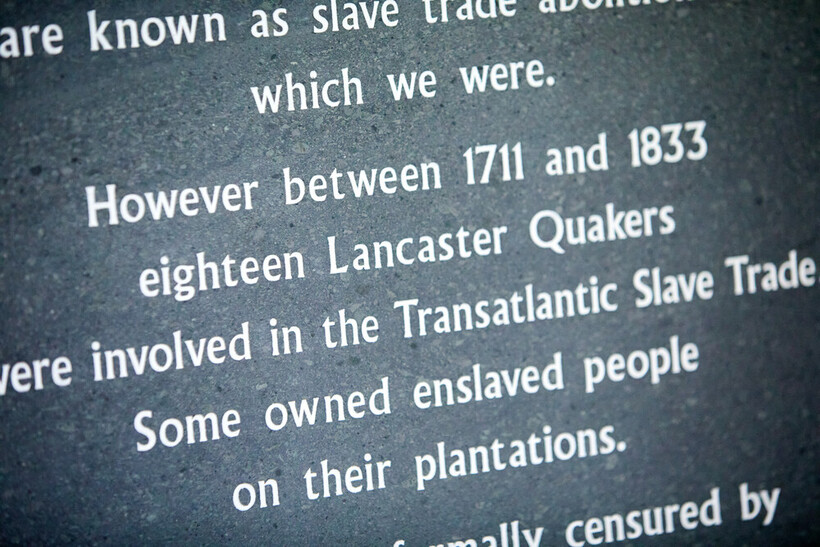 are known as slave trade
which we were.
However between 1711 and 1833
eighteen Lancaster Quakers
were involved in the Transatlantic Slave Trade.
Some owned enslaved people
on their plantations.
formally censured by